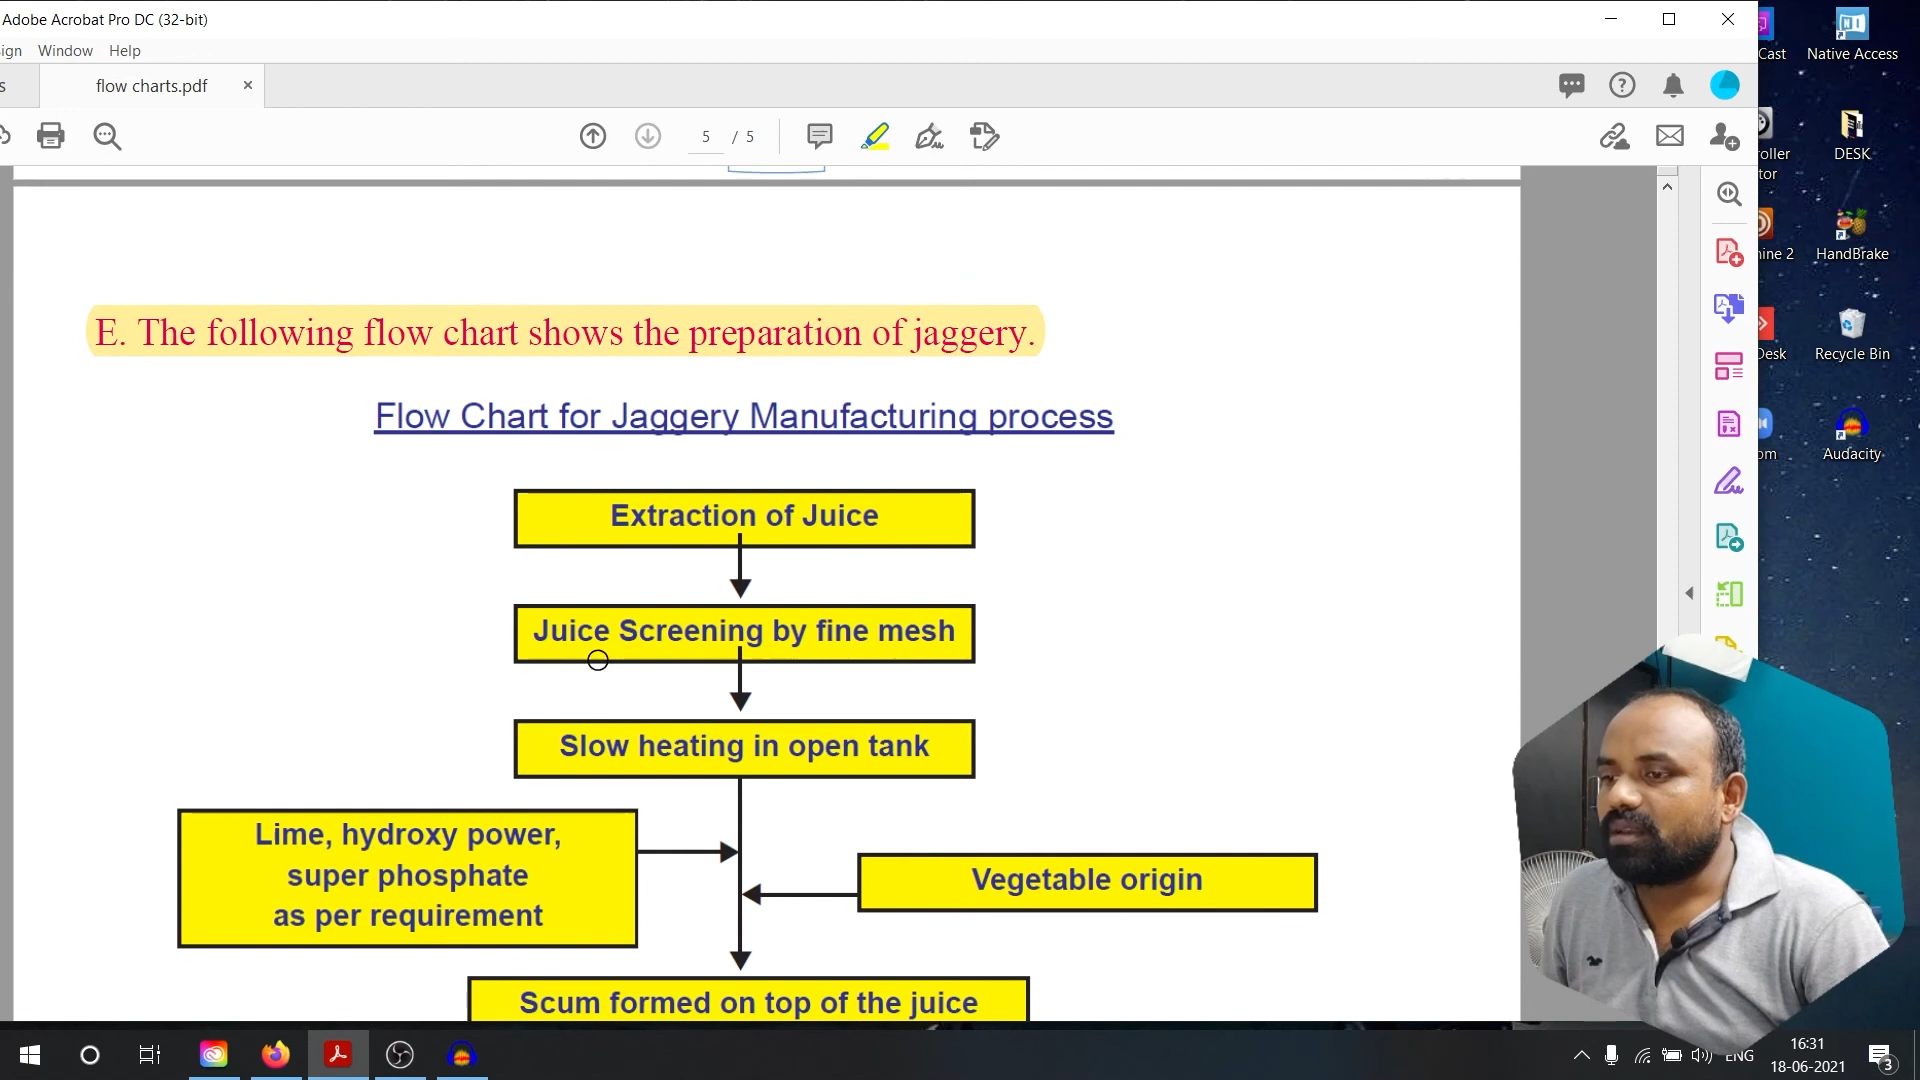 Adobe Acrobat Pro DC (32-bit)
ign Window Help
s flow charts.pdf
5 / 5
E. The following flow chart shows the preparation of jaggery.
Flow Chart for Jaggery Manufacturing process
Extraction of Juice
Juice Screening by fine mesh
Slow heating in open tank
Lime, hydroxy power,
super phosphate
as per requirement
Vegetable origin
Scum formed on top of the juice
Cast Native Access
roller
tor
DESK
nine 2 HandBrake
Desk Recycle Bin
om Audacity
ENG
16:31
18-06-2021
3